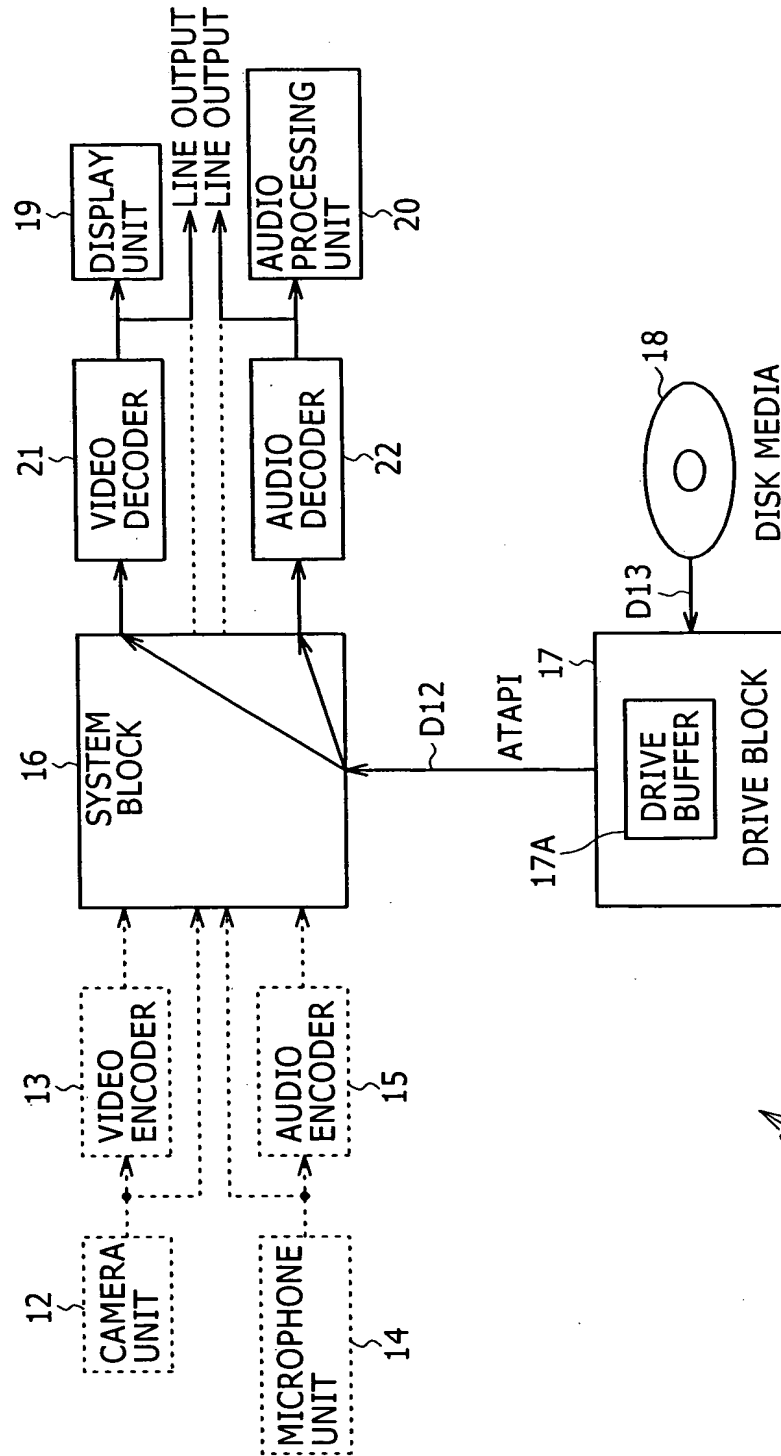 12
CAMERA
UNIT
13
VIDEO
ENCODER
14
MICROPHONE
UNIT
15
AUDIO
ENCODER
16
SYSTEM
BLOCK
21
VIDEO
DECODER
22
AUDIO
DECODER
19
DISPLAY
UNIT
LINE OUTPUT
LINE OUTPUT
AUDIO
PROCESSING
UNIT
20
D12
ATAPI
17
17A
DRIVE
BUFFER
DRIVE BLOCK
D13
18
DISK MEDIA